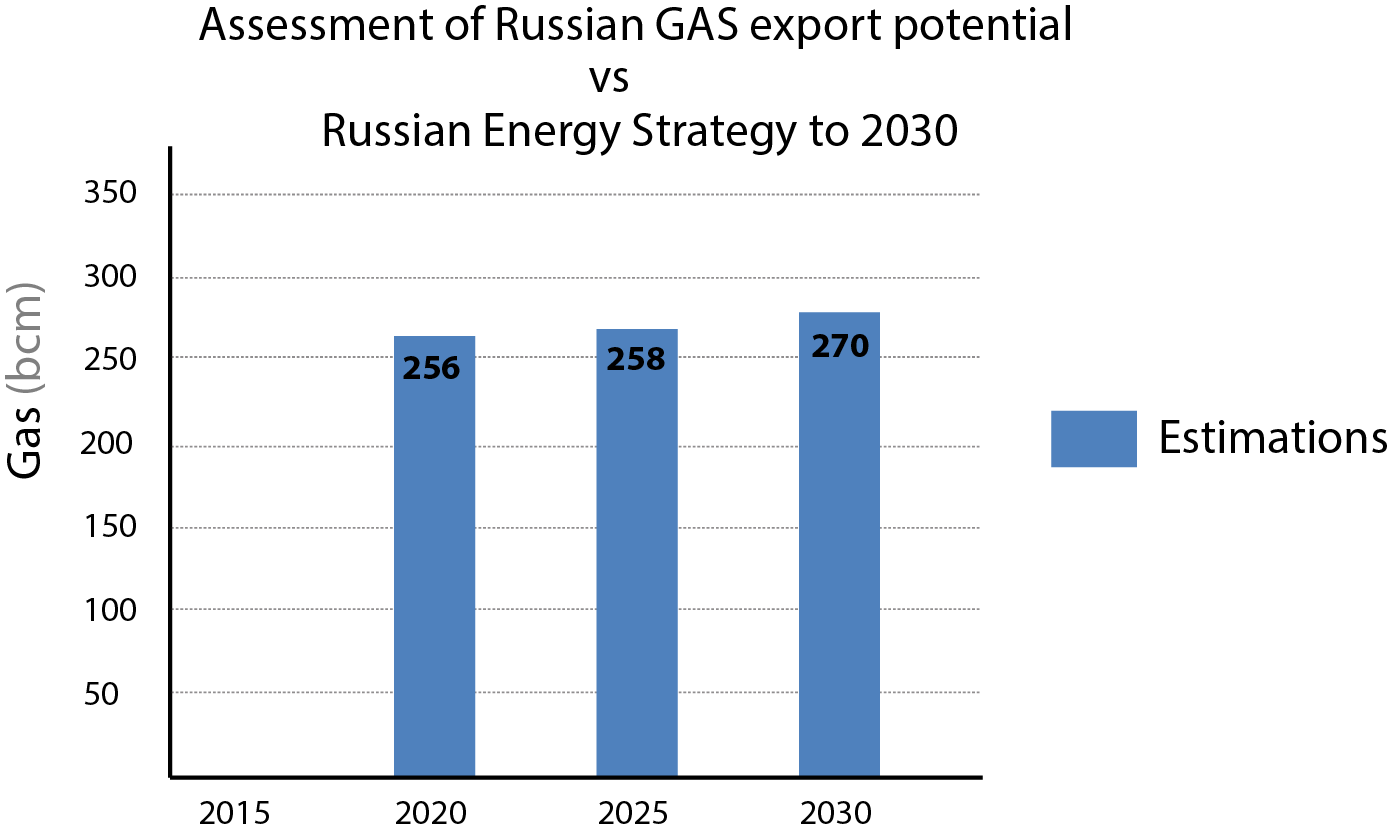 Assessment of Russian GAS export potential
vs
Russian Energy Strategy to 2030
350
300
250
200
150
100
50
Gas (bcm)
256
258
270
Estimations
2015
2020
2025
2030